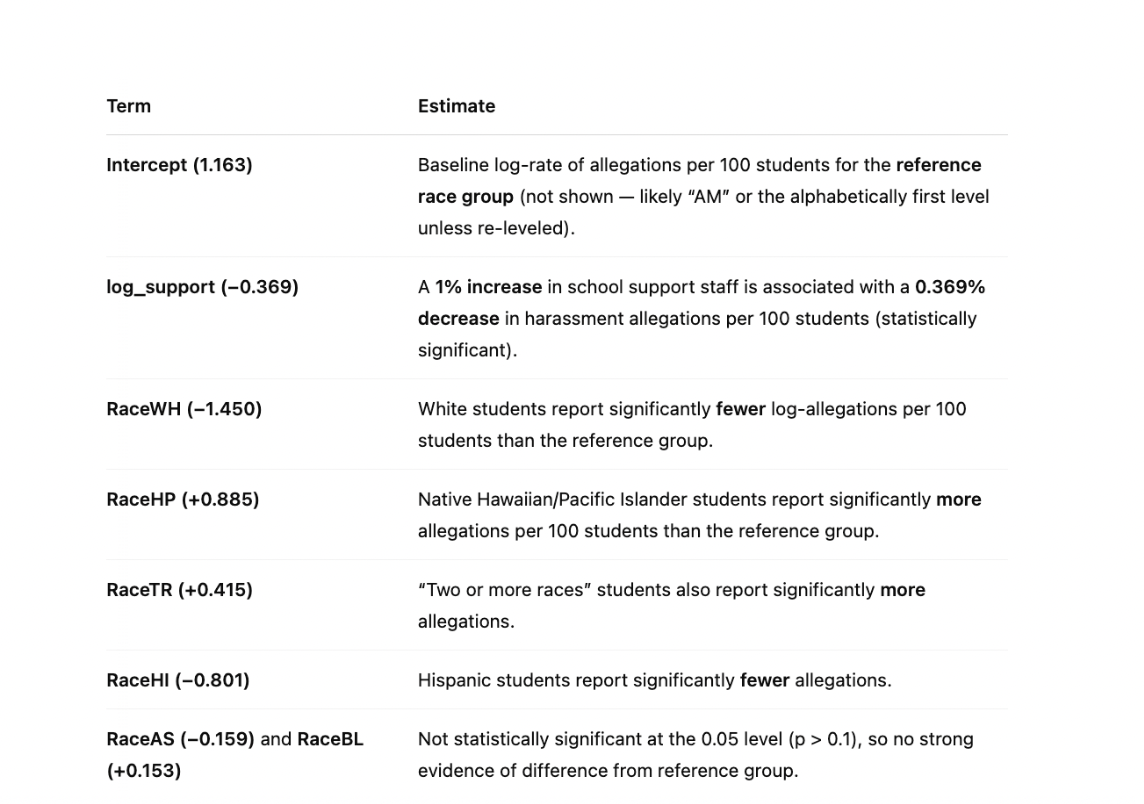 Term Estimate
Intercept (1.163) Baseline log-rate of allegations per 100 students for the reference
race group (not shown — likely “AM” or the alphabetically first level
unless re-leveled).
log_support (−0.369) A 1% increase in school support staff is associated with a 0.369%
decrease in harassment allegations per 100 students (statistically
significant).
RaceWH (−1.450) White students report significantly fewer log-allegations per 100
students than the reference group.
RaceHP (+0.885) Native Hawaiian/Pacific Islander students report significantly more
allegations per 100 students than the reference group.
RaceTR (+0.415) “Two or more races” students also report significantly more
allegations.
RaceHI (−0.801) Hispanic students report significantly fewer allegations.
RaceAS (−0.159) and RaceBL Not statistically significant at the 0.05 level (p > 0.1), so no strong
(+0.153) evidence of difference from reference group.